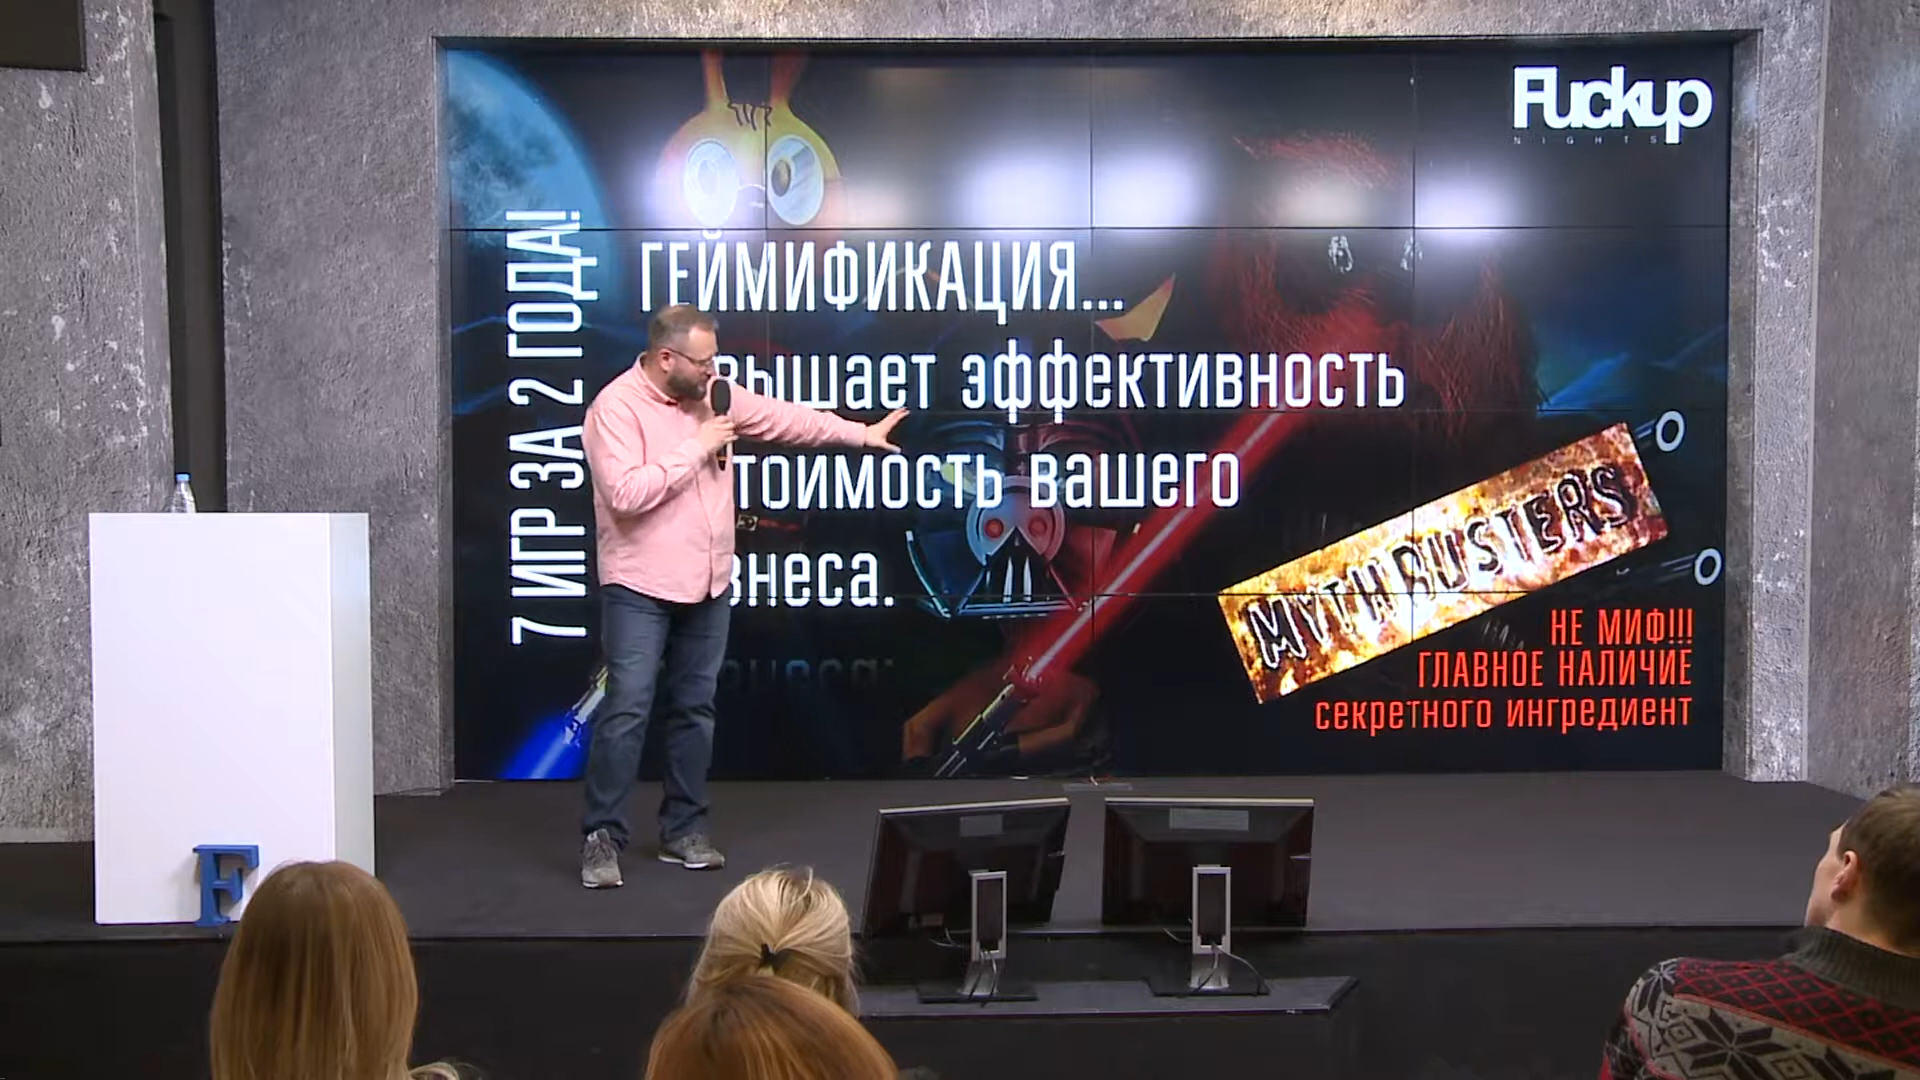 Fuckup
NIGHTS
7 ИГР ЗА 2 ГОДА!
ГЕЙМИФИКАЦИЯ...
вышает эффективность
тоимость вашего
знеса.
MYTHBUSTERS
НЕ МИФ!!!
ГЛАВНОЕ НАЛИЧИЕ
секретного ингредиент
F